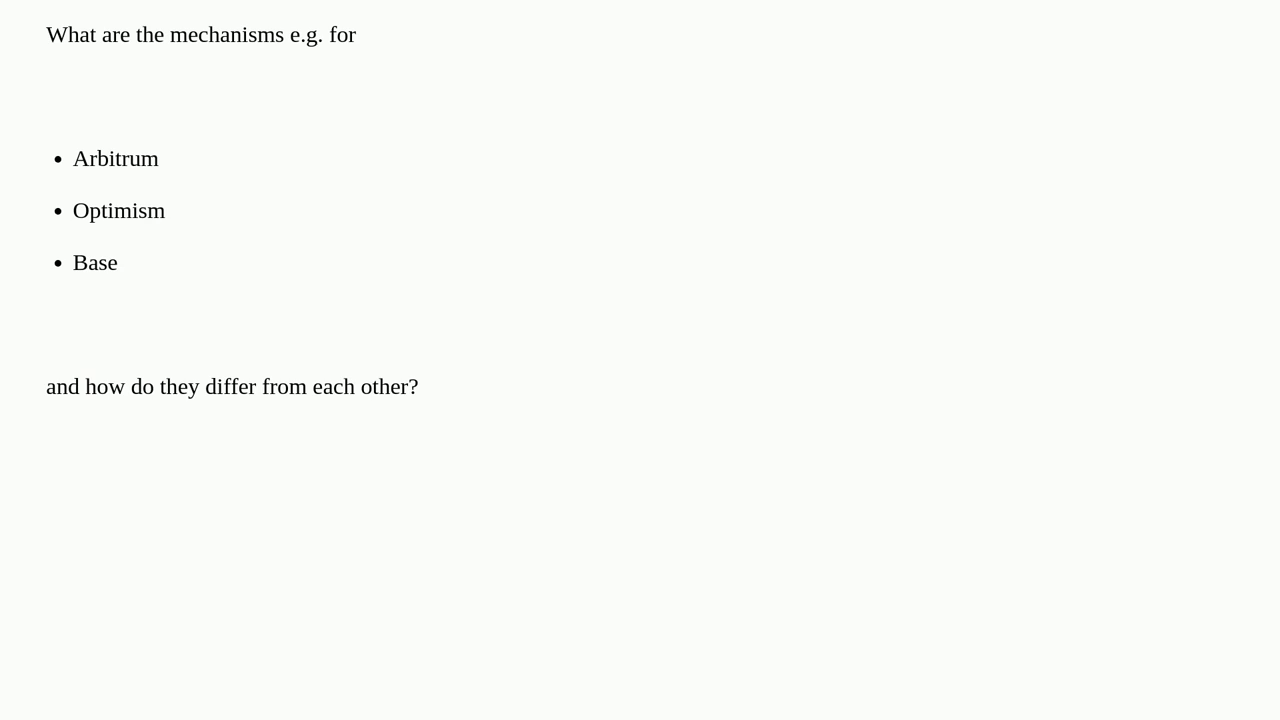 What are the mechanisms e.g. for
• Arbitrum
• Optimism
• Base
and how do they differ from each other?